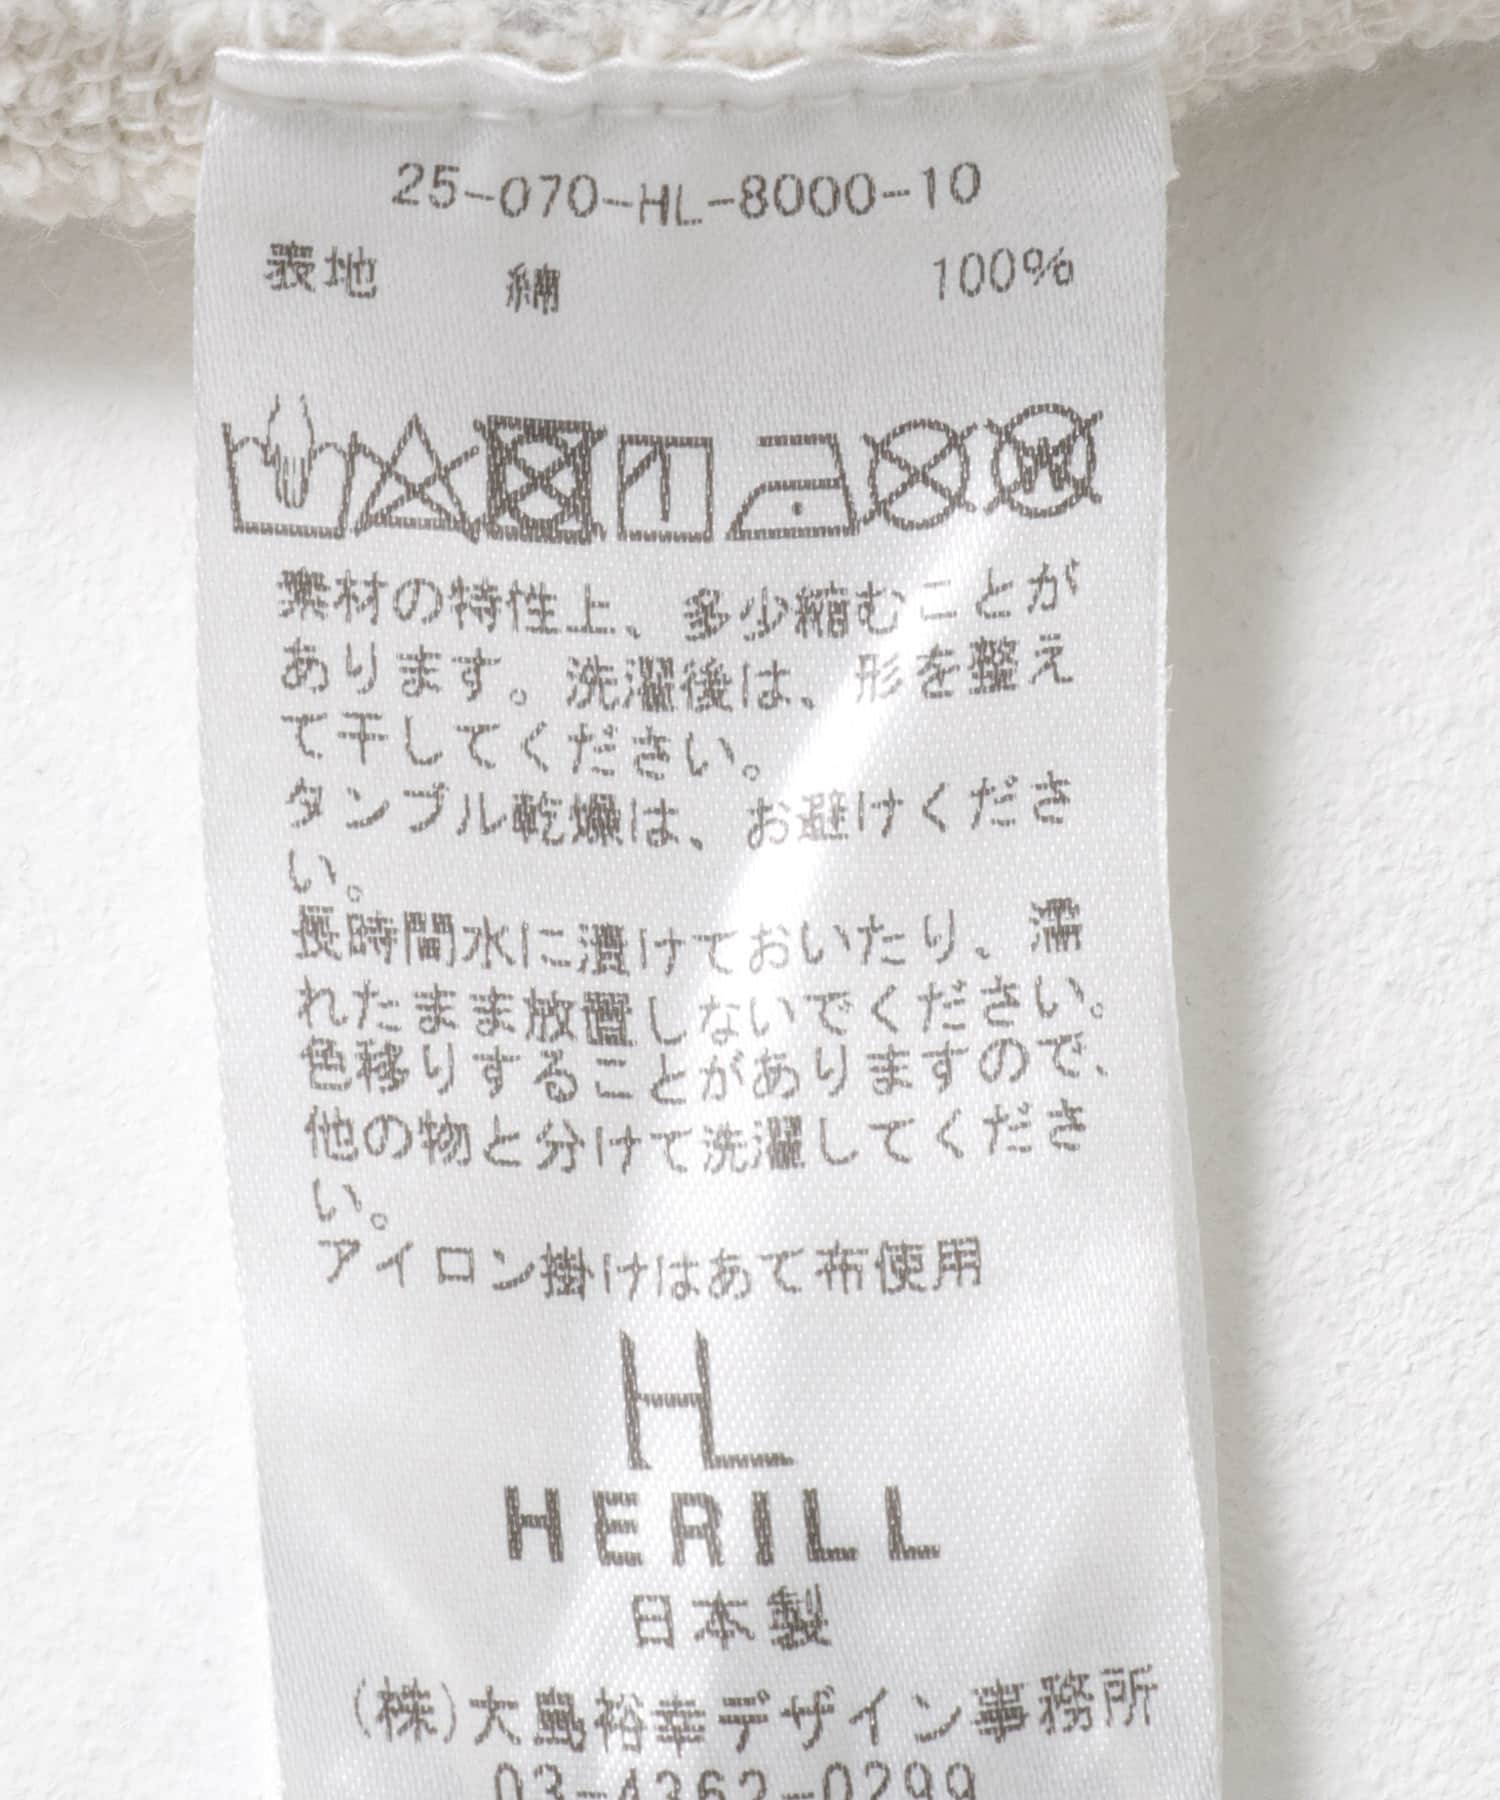 25-070-HL-8000-10
表地 綿 100%
素材の特性上、多少縮むことが
あります。洗濯後は、形を整え
て干してください。
タンブル乾燥は、お避けくださ
い。
長時間水に漬けておいたり、濡
れたまま放置しないでください。
色移りすることがありますので、
他の物と分けて洗濯してくださ
い。
アイロン掛けはあて布使用
HL
HERILL
日本製
(株)大島裕幸デザイン事務所
03-4362-0299